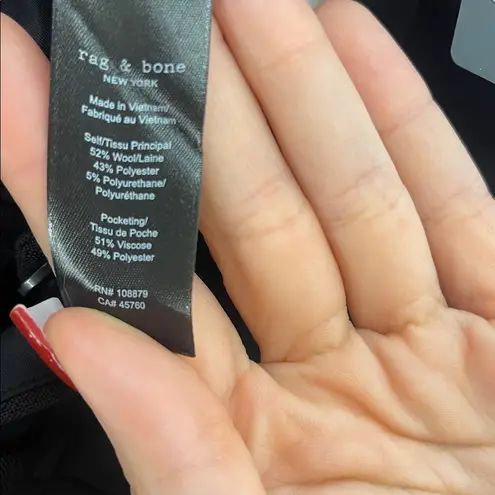 rag & bone
NEW YORK
Made in Vietnam/
Fabriqué au Vietnam
Self/Tissu Principal
52% Wool/Laine
43% Polyester
5% Polyurethane/
Polyuréthane
Pocketing/
Tissu de Poche
51% Viscose
49% Polyester
RN# 108879
CA# 45760